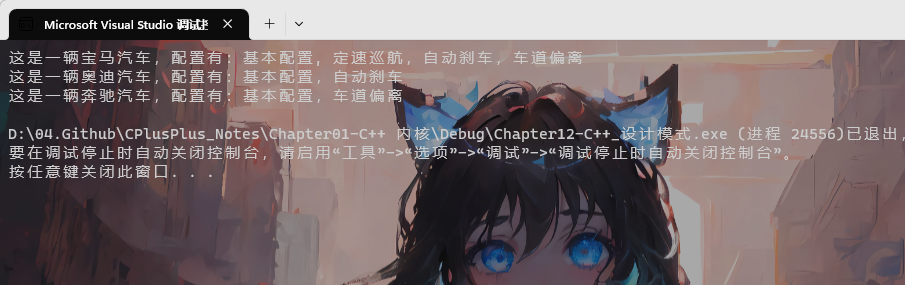 Microsoft Visual Studio 调试控
这是一辆宝马汽车，配置有：基本配置，定速巡航，自动刹车，车道偏离
这是一辆奥迪汽车，配置有：基本配置，自动刹车
这是一辆奔驰汽车，配置有：基本配置，车道偏离
D:\04.Github\CPlusPlus_Notes\Chapter01-C++ 内核\Debug\Chapter12-C++_设计模式.exe (进程 24556)已退出，
要在调试停止时自动关闭控制台，请启用“工具”->“选项”->“调试”->“调试停止时自动关闭控制台”。
按任意键关闭此窗口. . .